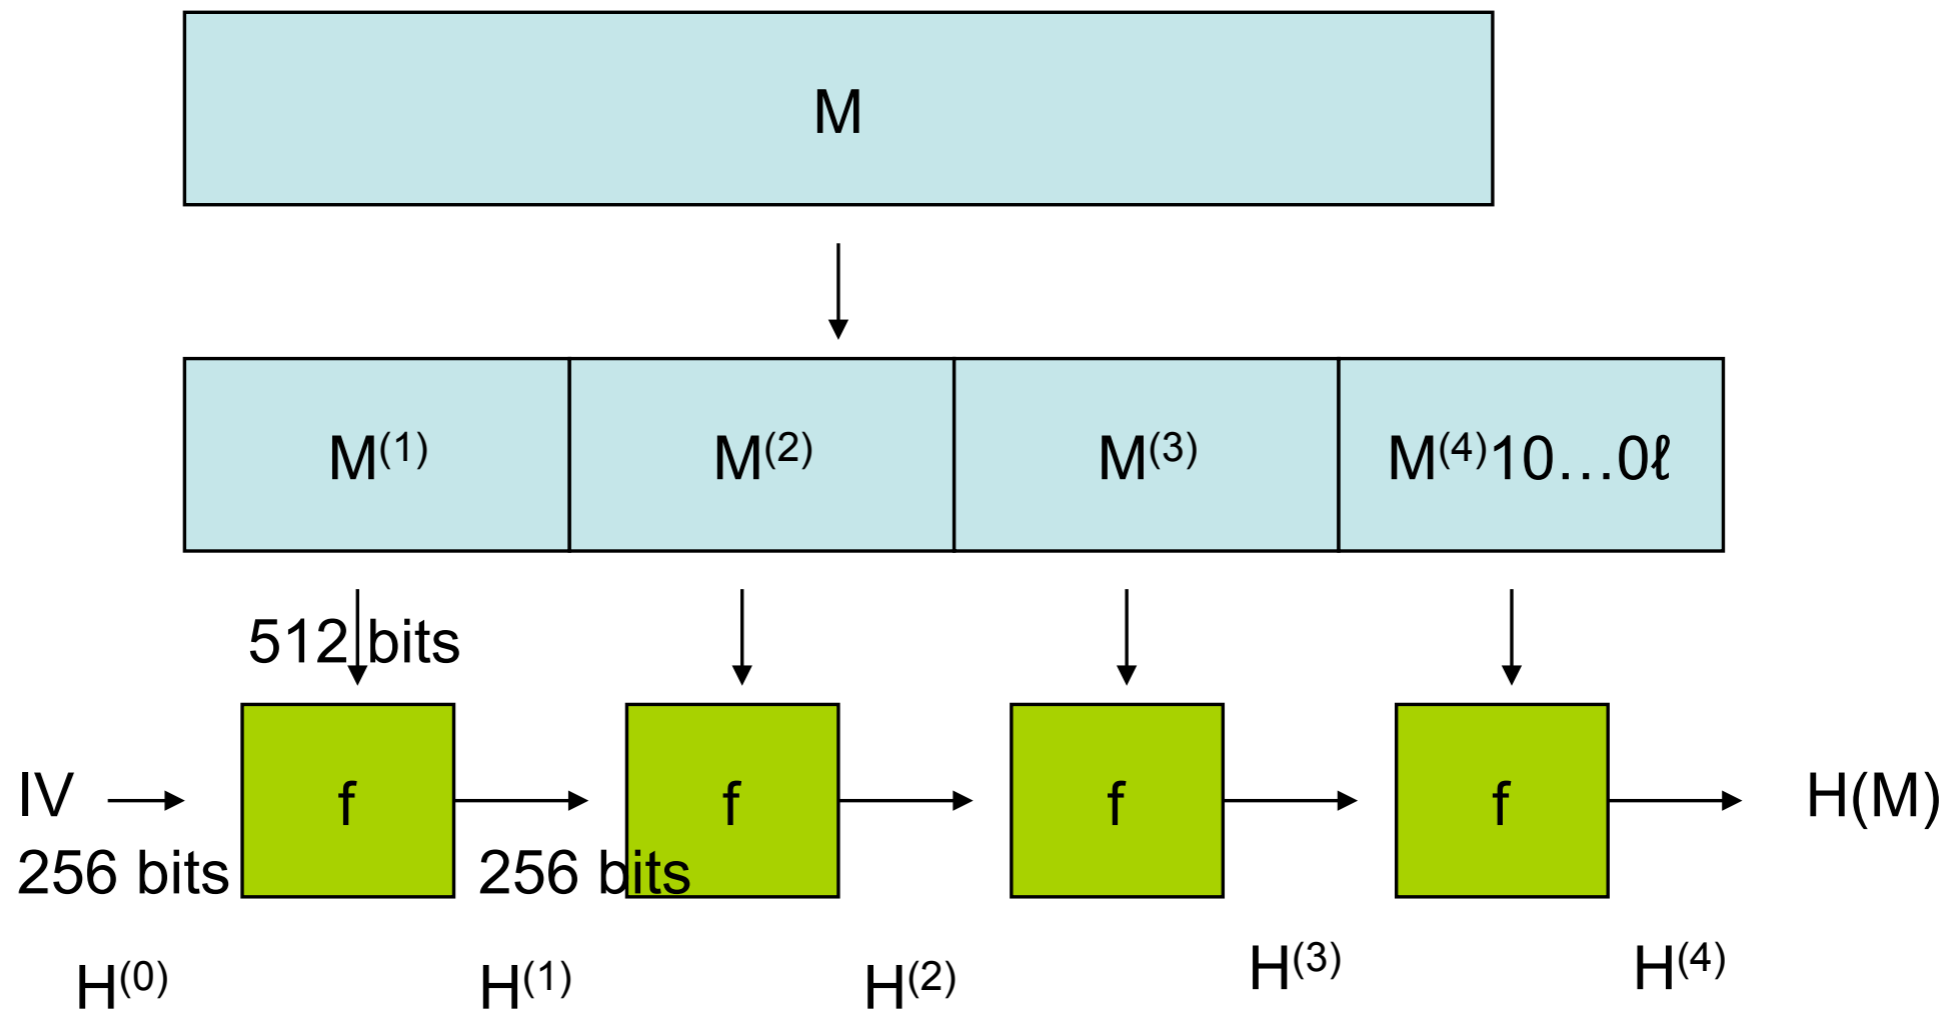 M
M⁽¹⁾ M⁽²⁾ M⁽³⁾ M⁽⁴⁾10…0ℓ
512 bits
IV f f f f H(M)
256 bits 256 bits
H⁽⁰⁾ H⁽¹⁾ H⁽²⁾ H⁽³⁾ H⁽⁴⁾